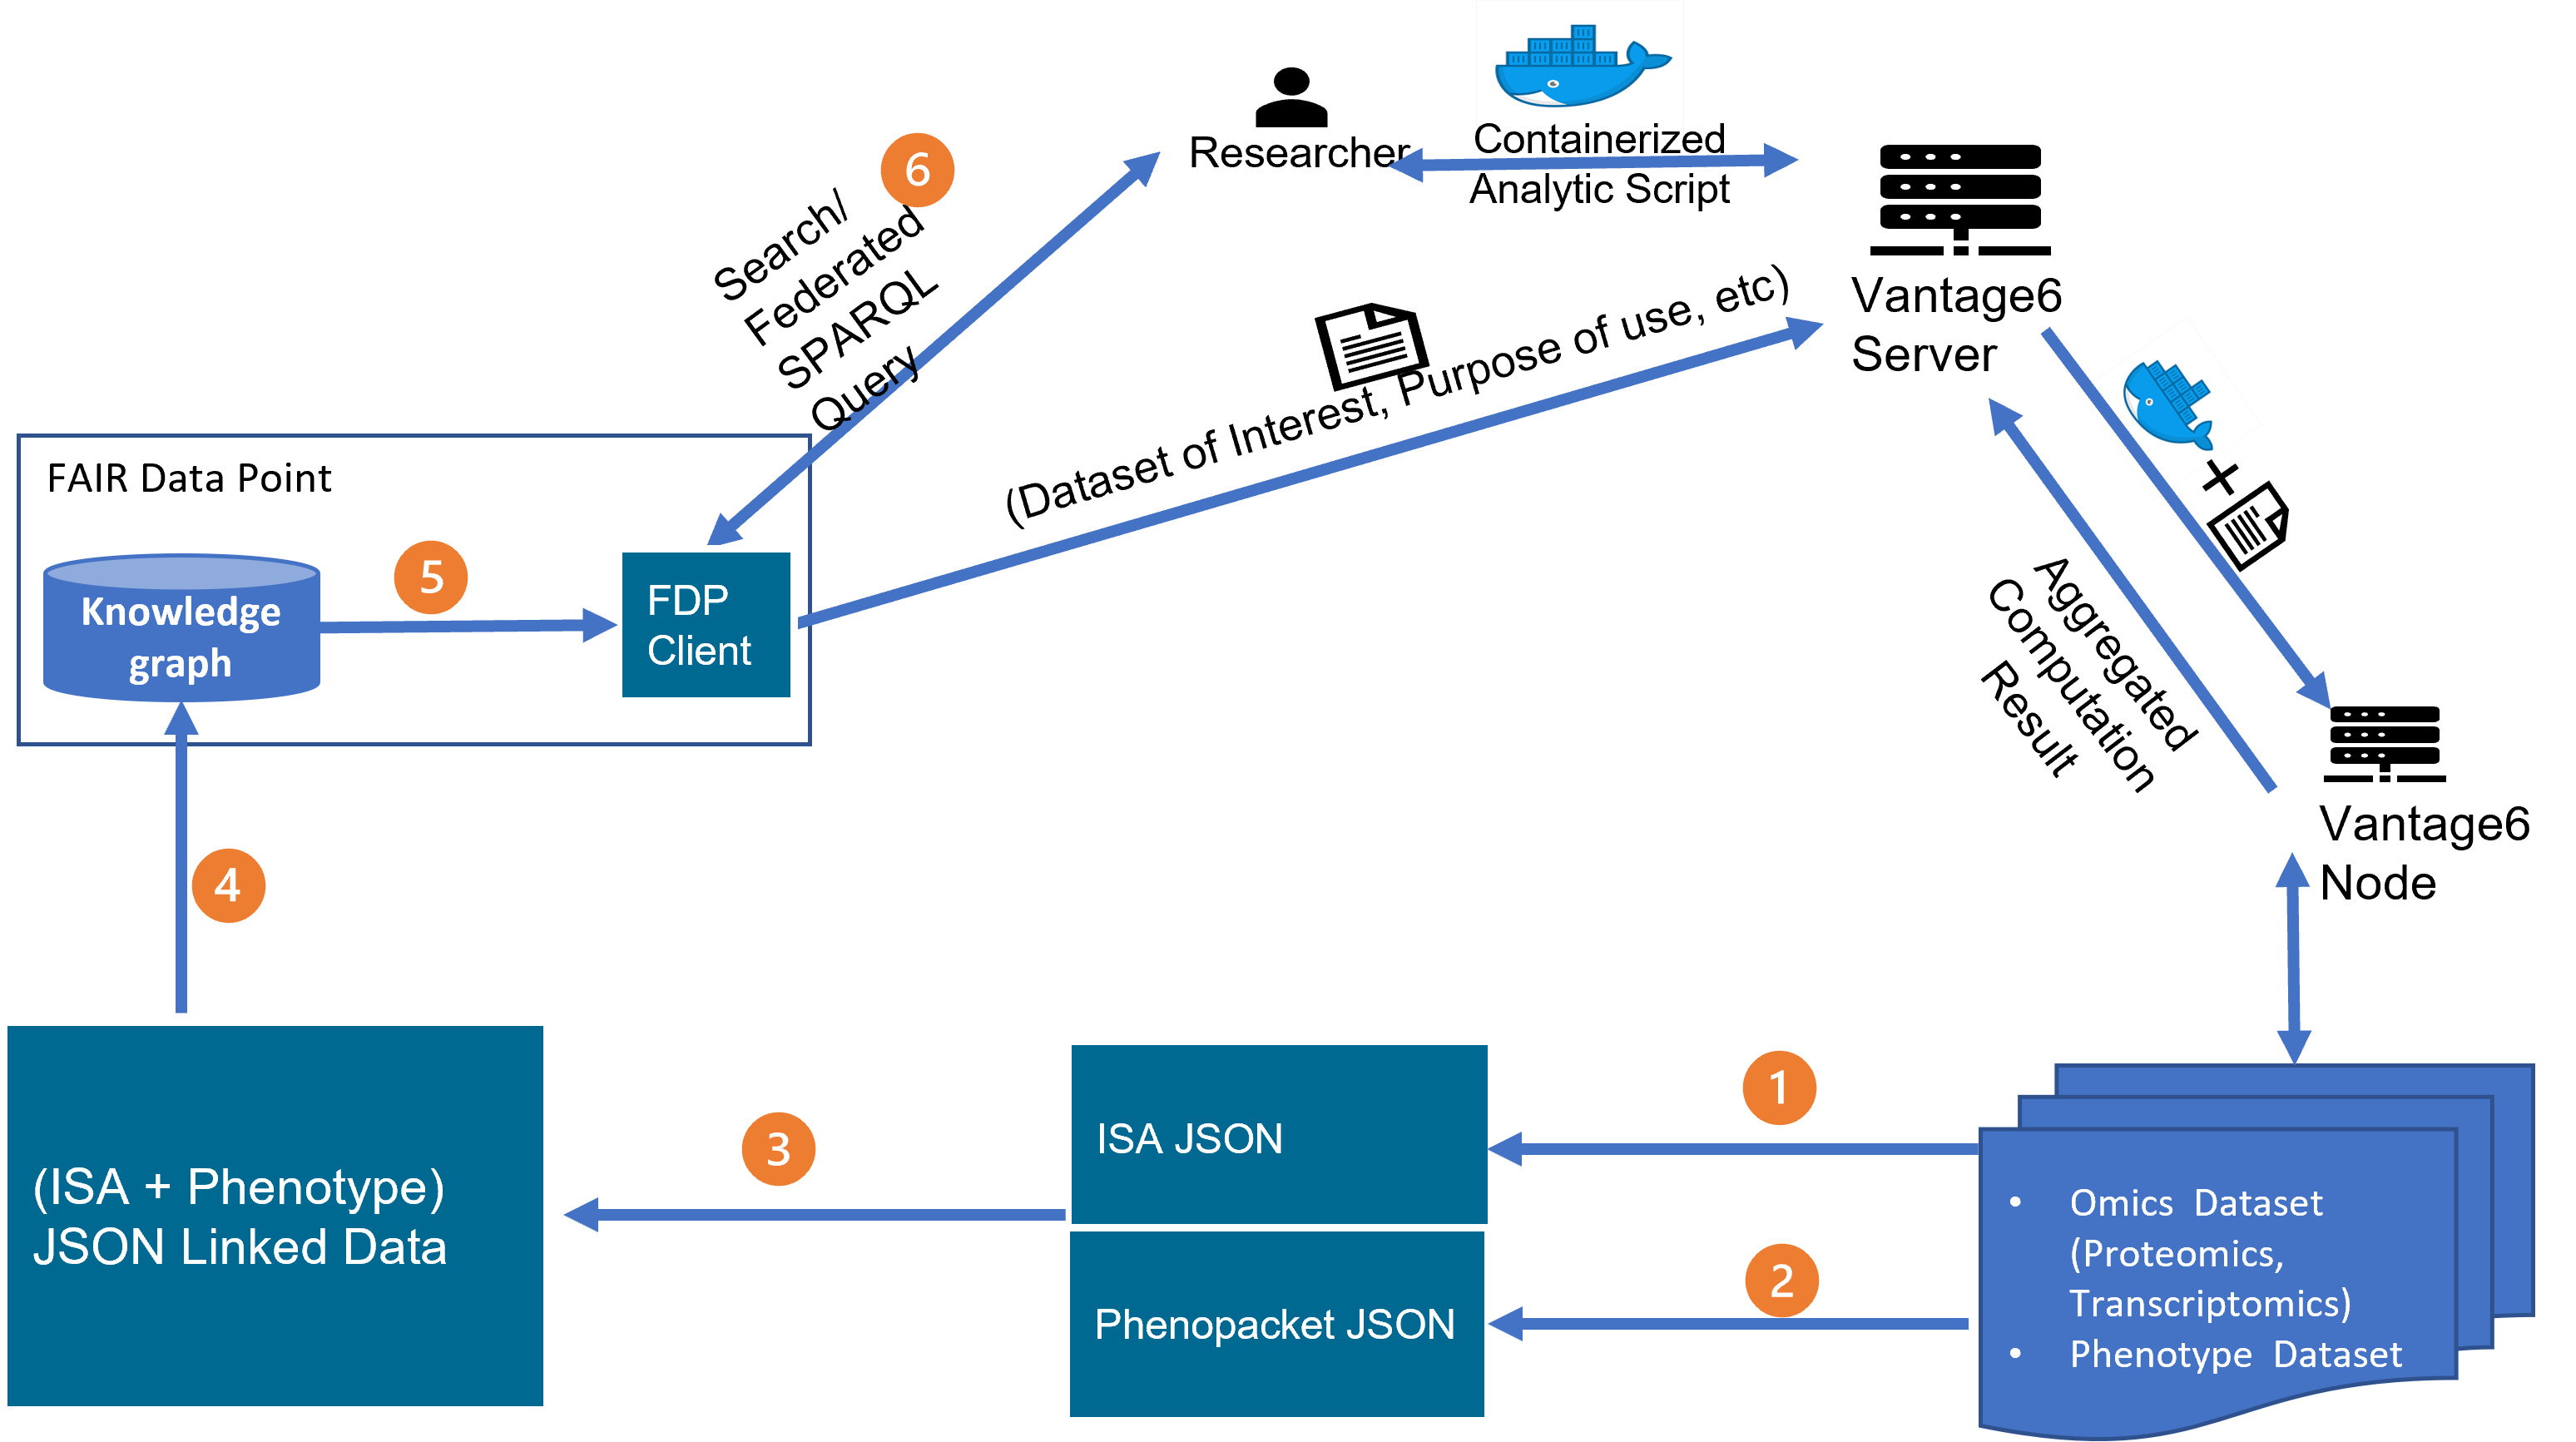 Researcher
Containerized
Analytic Script
6
Search/
Federated
SPARQL
Query
Vantage6
Server
(Dataset of Interest, Purpose of use, etc)
+
FAIR Data Point
Knowledge
graph
5
FDP
Client
Aggregated
Computation
Result
Vantage6
Node
4
(ISA + Phenotype)
JSON Linked Data
3
ISA JSON
Phenopacket JSON
1
2
• Omics Dataset
(Proteomics,
Transcriptomics)
• Phenotype Dataset